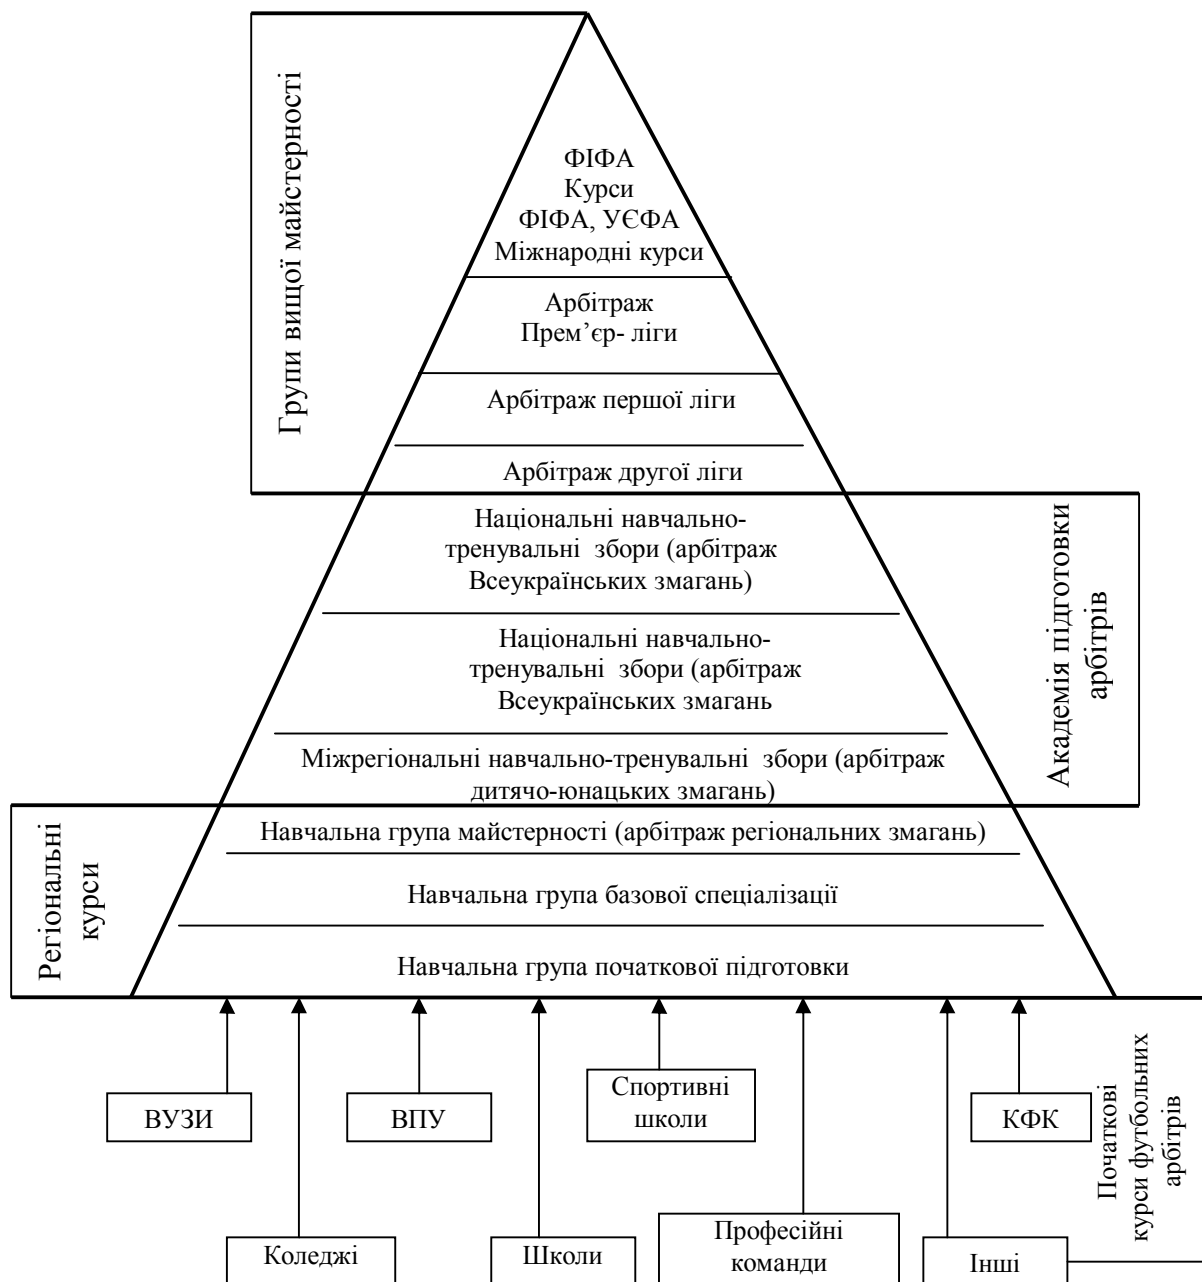 Групи вищої майстерності
ФІФА
Курси
ФІФА, УЄФА
Міжнародні курси
Арбітраж
Прем’єр- ліги
Арбітраж першої ліги
Арбітраж другої ліги
Академія підготовки
арбітрів
Національні навчально-
тренувальні збори (арбітраж
Всеукраїнських змагань)
Національні навчально-
тренувальні збори (арбітраж
Всеукраїнських змагань
Міжрегіональні навчально-тренувальні збори (арбітраж
дитячо-юнацьких змагань)
Регіональні
курси
Навчальна група майстерності (арбітраж регіональних змагань)
Навчальна група базової спеціалізації
Навчальна група початкової підготовки
Початкові
курси футбольних
арбітрів
ВУЗИ
ВПУ
Спортивні
школи
КФК
Коледжі
Школи
Професійні
команди
Інші